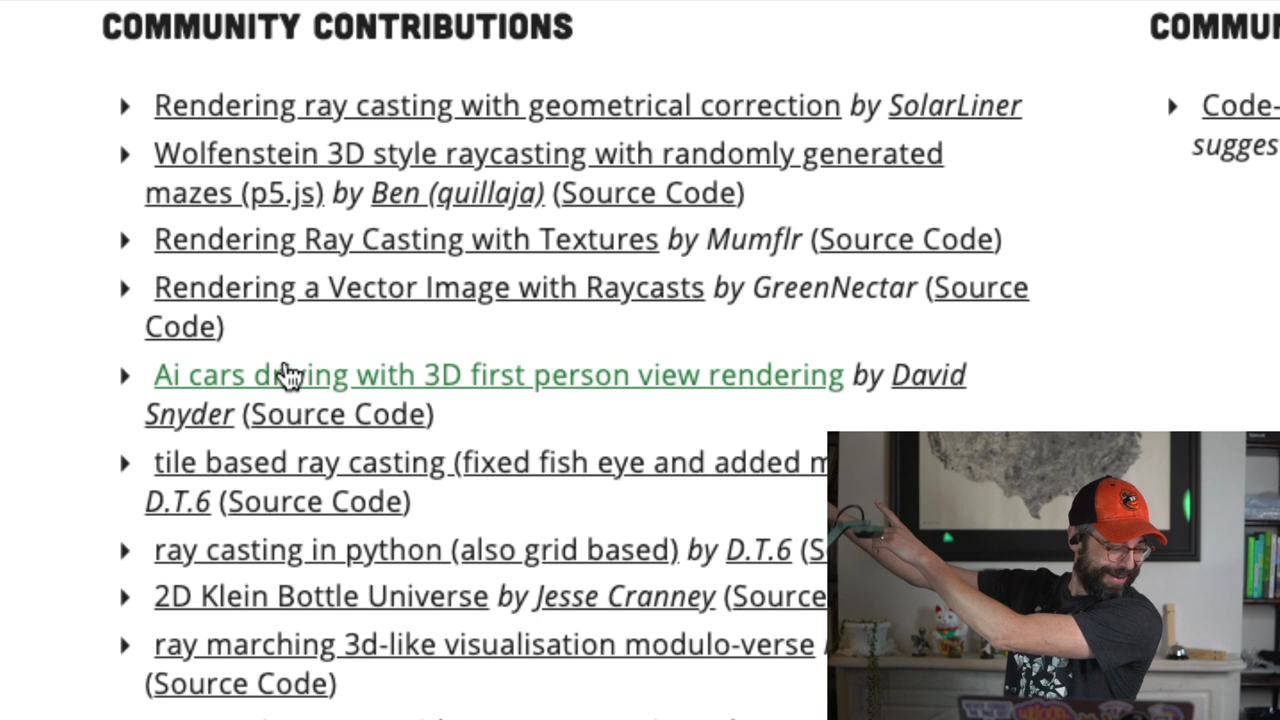 COMMUNITY CONTRIBUTIONS
Rendering ray casting with geometrical correction by SolarLiner
Wolfenstein 3D style raycasting with randomly generated
mazes (p5.js) by Ben (quillaja) (Source Code)
Rendering Ray Casting with Textures by Mumflr (Source Code)
Rendering a Vector Image with Raycasts by GreenNectar (Source
Code)
Ai cars driving with 3D first person view rendering by David
Snyder (Source Code)
tile based ray casting (fixed fish eye and added m
D.T.6 (Source Code)
ray casting in python (also grid based) by D.T.6 (S
2D Klein Bottle Universe by Jesse Cranney (Source
ray marching 3d-like visualisation modulo-verse
(Source Code)
COMMU
Code-
sugges